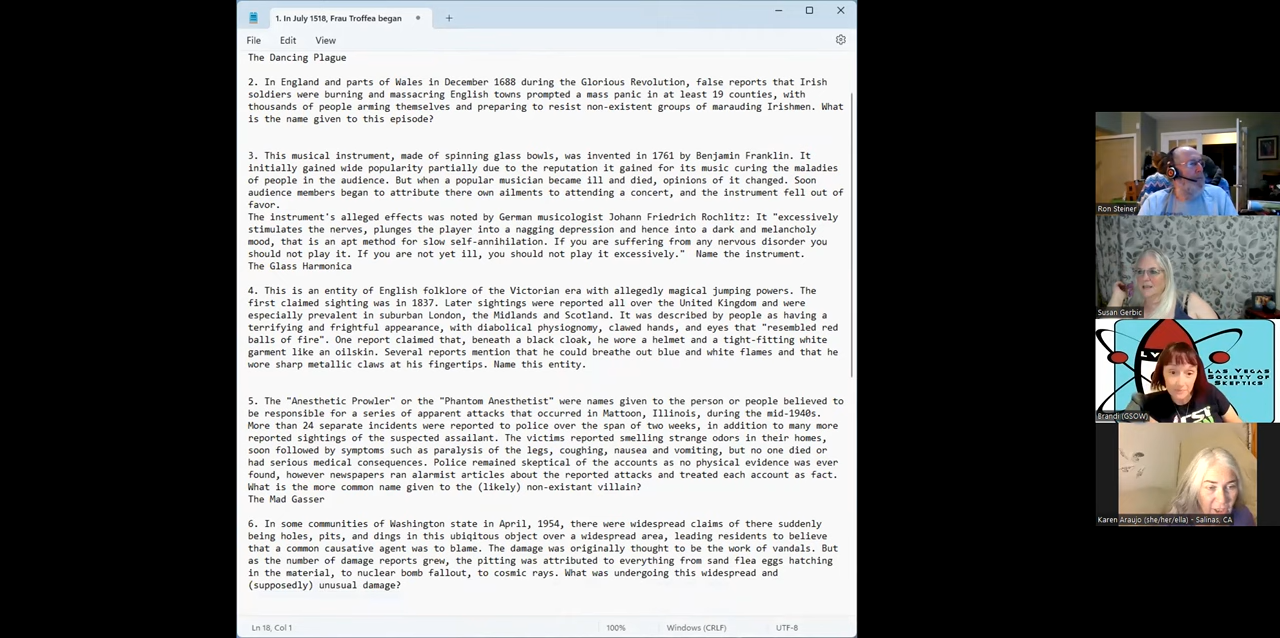 1. In July 1518, Frau Troffea began
File Edit View
The Dancing Plague
2. In England and parts of Wales in December 1688 during the Glorious Revolution, false reports that Irish
soldiers were burning and massacring English towns prompted a mass panic in at least 19 counties, with
thousands of people arming themselves and preparing to resist non-existent groups of marauding Irishmen. What
is the name given to this episode?
3. This musical instrument, made of spinning glass bowls, was invented in 1761 by Benjamin Franklin. It
initially gained wide popularity partially due to the reputation it gained for its music curing the maladies
of people in the audience. But when a popular musician became ill and died, opinions of it changed. Soon
audience members began to attribute there own ailments to attending a concert, and the instrument fell out of
favor.
The instrument's alleged effects was noted by German musicologist Johann Friedrich Rochlitz: It "excessively
stimulates the nerves, plunges the player into a nagging depression and hence into a dark and melancholy
mood, that is an apt method for slow self-annihilation. If you are suffering from any nervous disorder you
should not play it. If you are not yet ill, you should not play it excessively." Name the instrument.
The Glass Harmonica
4. This is an entity of English folklore of the Victorian era with allegedly magical jumping powers. The
first claimed sighting was in 1837. Later sightings were reported all over the United Kingdom and were
especially prevalent in suburban London, the Midlands and Scotland. It was described by people as having a
terrifying and frightful appearance, with diabolical physiognomy, clawed hands, and eyes that "resembled red
balls of fire". One report claimed that, beneath a black cloak, he wore a helmet and a tight-fitting white
garment like an oilskin. Several reports mention that he could breathe out blue and white flames and that he
wore sharp metallic claws at his fingertips. Name this entity.
5. The "Anesthetic Prowler" or the "Phantom Anesthetist" were names given to the person or people believed to
be responsible for a series of apparent attacks that occurred in Mattoon, Illinois, during the mid-1940s.
More than 24 separate incidents were reported to police over the span of two weeks, in addition to many more
reported sightings of the suspected assailant. The victims reported smelling strange odors in their homes,
soon followed by symptoms such as paralysis of the legs, coughing, nausea and vomiting, but no one died or
had serious medical consequences. Police remained skeptical of the accounts as no physical evidence was ever
found, however newspapers ran alarmist articles about the reported attacks and treated each account as fact.
What is the more common name given to the (likely) non-existant villain?
The Mad Gasser
6. In some communities of Washington state in April, 1954, there were widespread claims of there suddenly
being holes, pits, and dings in this ubiqitous object over a widespread area, leading residents to believe
that a common causative agent was to blame. The damage was originally thought to be the work of vandals. But
as the number of damage reports grew, the pitting was attributed to everything from sand flea eggs hatching
in the material, to nuclear bomb fallout, to cosmic rays. What was undergoing this widespread and
(supposedly) unusual damage?
Ln 18, Col 1 100% Windows (CRLF) UTF-8
Ron Steiner
Susan Gerbic
Las Vegas
Society of
Skeptics
Brandi (GSOW)
Karen Araujo (she/her/ella) - Salinas, CA